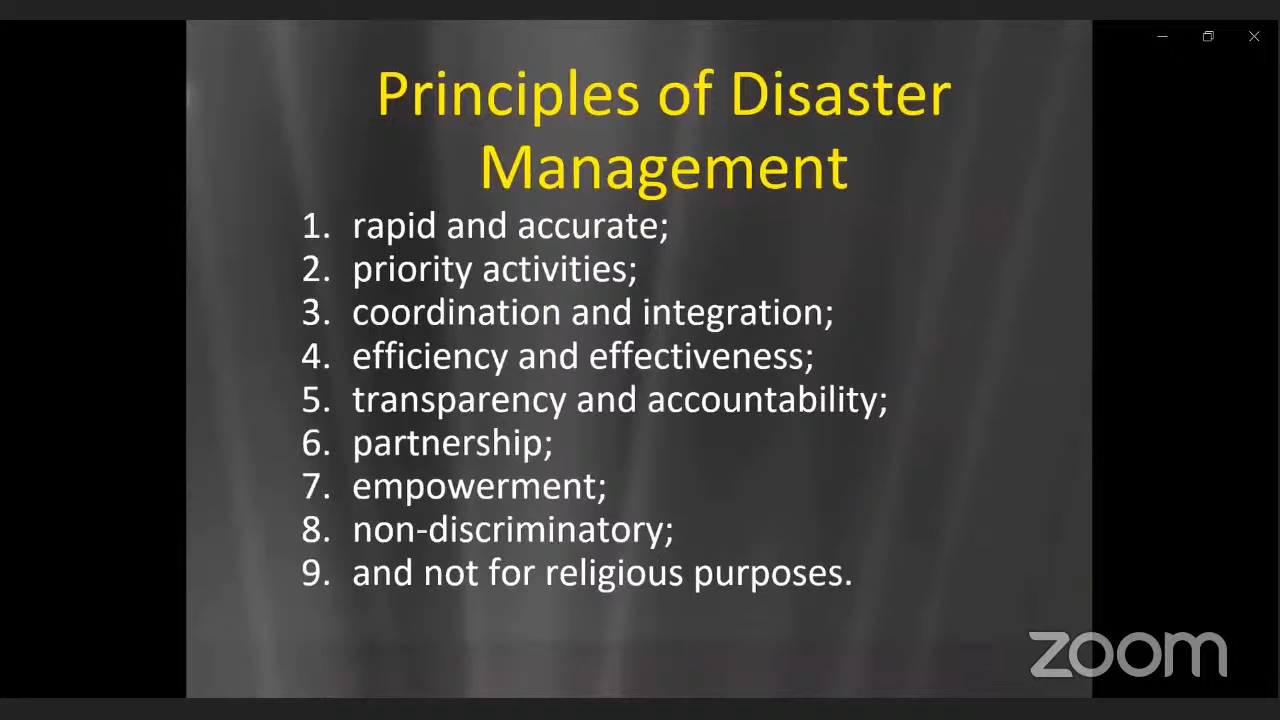 Principles of Disaster
Management
1. rapid and accurate;
2. priority activities;
3. coordination and integration;
4. efficiency and effectiveness;
5. transparency and accountability;
6. partnership;
7. empowerment;
8. non-discriminatory;
9. and not for religious purposes.
zoom